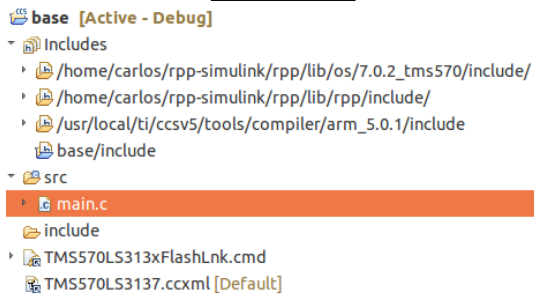 base [Active - Debug]
Includes
/home/carlos/rpp-simulink/rpp/lib/os/7.0.2_tms570/include/
/home/carlos/rpp-simulink/rpp/lib/rpp/include/
/usr/local/ti/ccsv5/tools/compiler/arm_5.0.1/include
base/include
src
main.c
include
TMS570LS313xFlashLnk.cmd
TMS570LS3137.ccxml [Default]